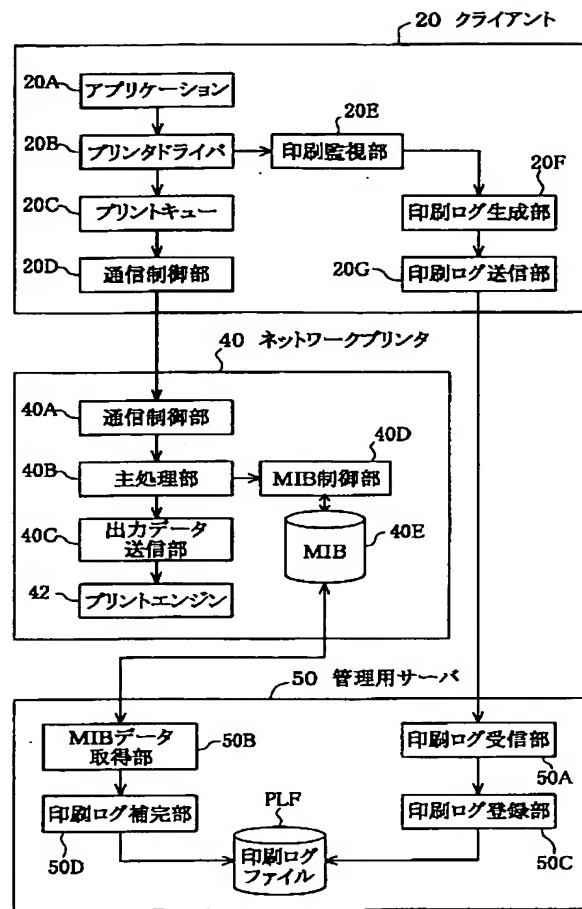 20 クライアント
20A
アプリケーション
20B
プリンタドライバ
20E
印刷監視部
20C
プリントキュー
20F
印刷ログ生成部
20D
通信制御部
20G
印刷ログ送信部
40 ネットワークプリンタ
40A
通信制御部
40B
主処理部
40D
MIB制御部
40C
出力データ
送信部
40E
MIB
42
プリントエンジン
50 管理用サーバ
MIBデータ
取得部
50B
印刷ログ受信部
50A
印刷ログ補完部
50D
PLF
印刷ログ
ファイル
印刷ログ登録部
50C